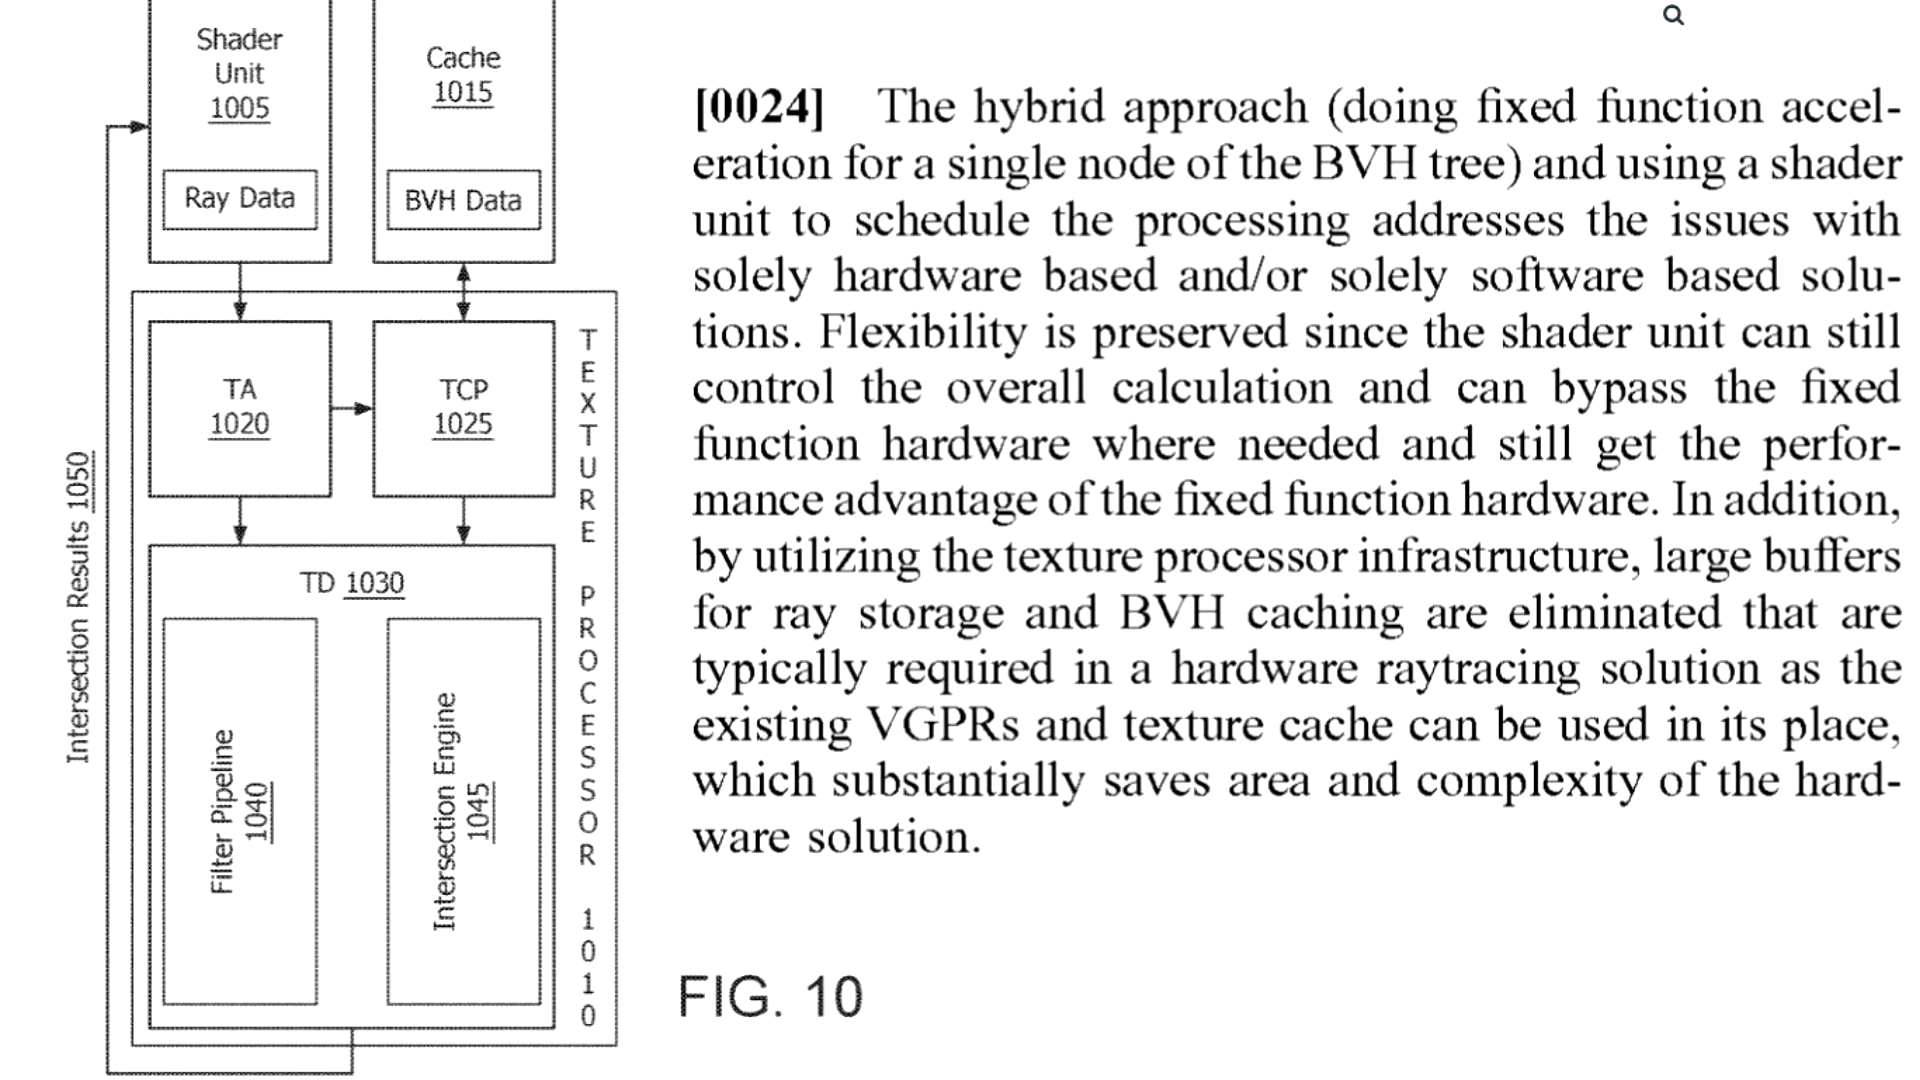 Shader
Unit
1005
Ray Data
Cache
1015
BVH Data
TA
1020
TCP
1025
TEXTURE PROCESSOR 1010
TD 1030
Filter Pipeline
1040
Intersection Engine
1045
Intersection Results 1050
[0024] The hybrid approach (doing fixed function accel-
eration for a single node of the BVH tree) and using a shader
unit to schedule the processing addresses the issues with
solely hardware based and/or solely software based solu-
tions. Flexibility is preserved since the shader unit can still
control the overall calculation and can bypass the fixed
function hardware where needed and still get the perfor-
mance advantage of the fixed function hardware. In addition,
by utilizing the texture processor infrastructure, large buffers
for ray storage and BVH caching are eliminated that are
typically required in a hardware raytracing solution as the
existing VGPRs and texture cache can be used in its place,
which substantially saves area and complexity of the hard-
ware solution.
FIG. 10